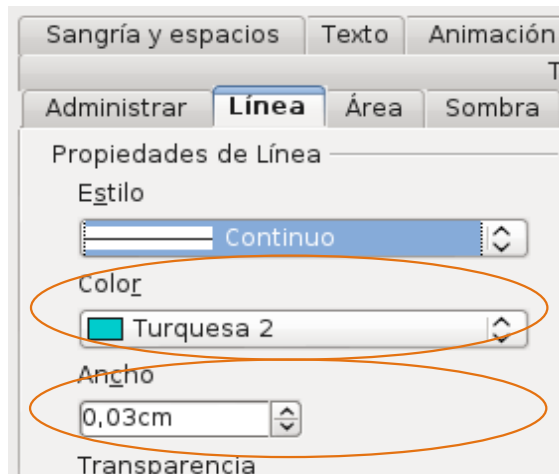 Sangría y espacios Texto Animación
T
Administrar Línea Área Sombra
Propiedades de Línea
Estilo
Continuo
Color
Turquesa 2
Ancho
0,03cm
Transparencia